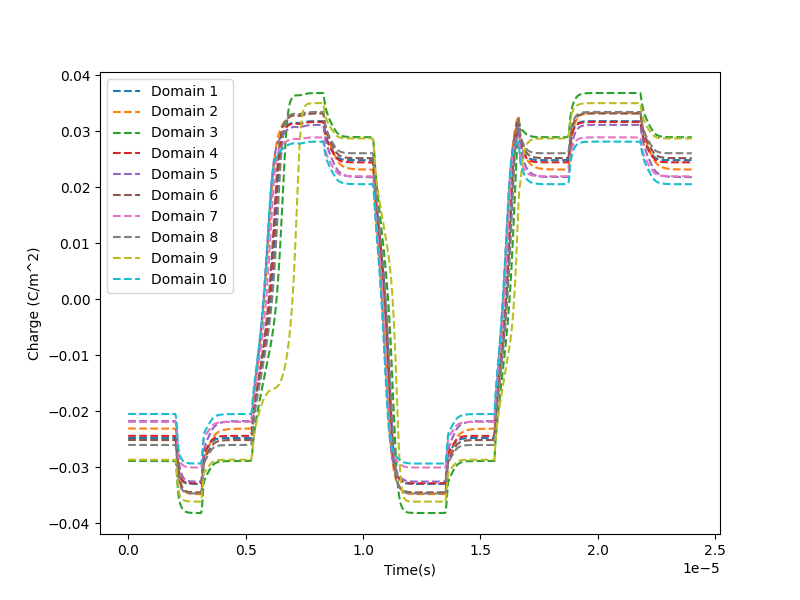 0.04
0.03
0.02
0.01
0.00
−0.01
−0.02
−0.03
−0.04
Charge (C/m^2)
Domain 1
Domain 2
Domain 3
Domain 4
Domain 5
Domain 6
Domain 7
Domain 8
Domain 9
Domain 10
0.0 0.5 1.0 1.5 2.0 2.5
1e−5
Time(s)